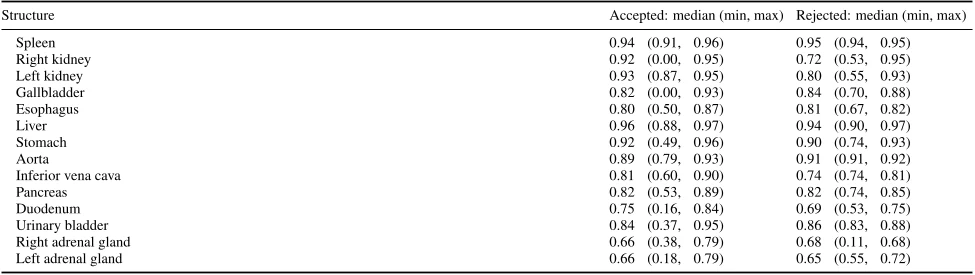 Structure Accepted: median (min, max) Rejected: median (min, max)
Spleen 0.94 (0.91, 0.96) 0.95 (0.94, 0.95)
Right kidney 0.92 (0.00, 0.95) 0.72 (0.53, 0.95)
Left kidney 0.93 (0.87, 0.95) 0.80 (0.55, 0.93)
Gallbladder 0.82 (0.00, 0.93) 0.84 (0.70, 0.88)
Esophagus 0.80 (0.50, 0.87) 0.81 (0.67, 0.82)
Liver 0.96 (0.88, 0.97) 0.94 (0.90, 0.97)
Stomach 0.92 (0.49, 0.96) 0.90 (0.74, 0.93)
Aorta 0.89 (0.79, 0.93) 0.91 (0.91, 0.92)
Inferior vena cava 0.81 (0.60, 0.90) 0.74 (0.74, 0.81)
Pancreas 0.82 (0.53, 0.89) 0.82 (0.74, 0.85)
Duodenum 0.75 (0.16, 0.84) 0.69 (0.53, 0.75)
Urinary bladder 0.84 (0.37, 0.95) 0.86 (0.83, 0.88)
Right adrenal gland 0.66 (0.38, 0.79) 0.68 (0.11, 0.68)
Left adrenal gland 0.66 (0.18, 0.79) 0.65 (0.55, 0.72)